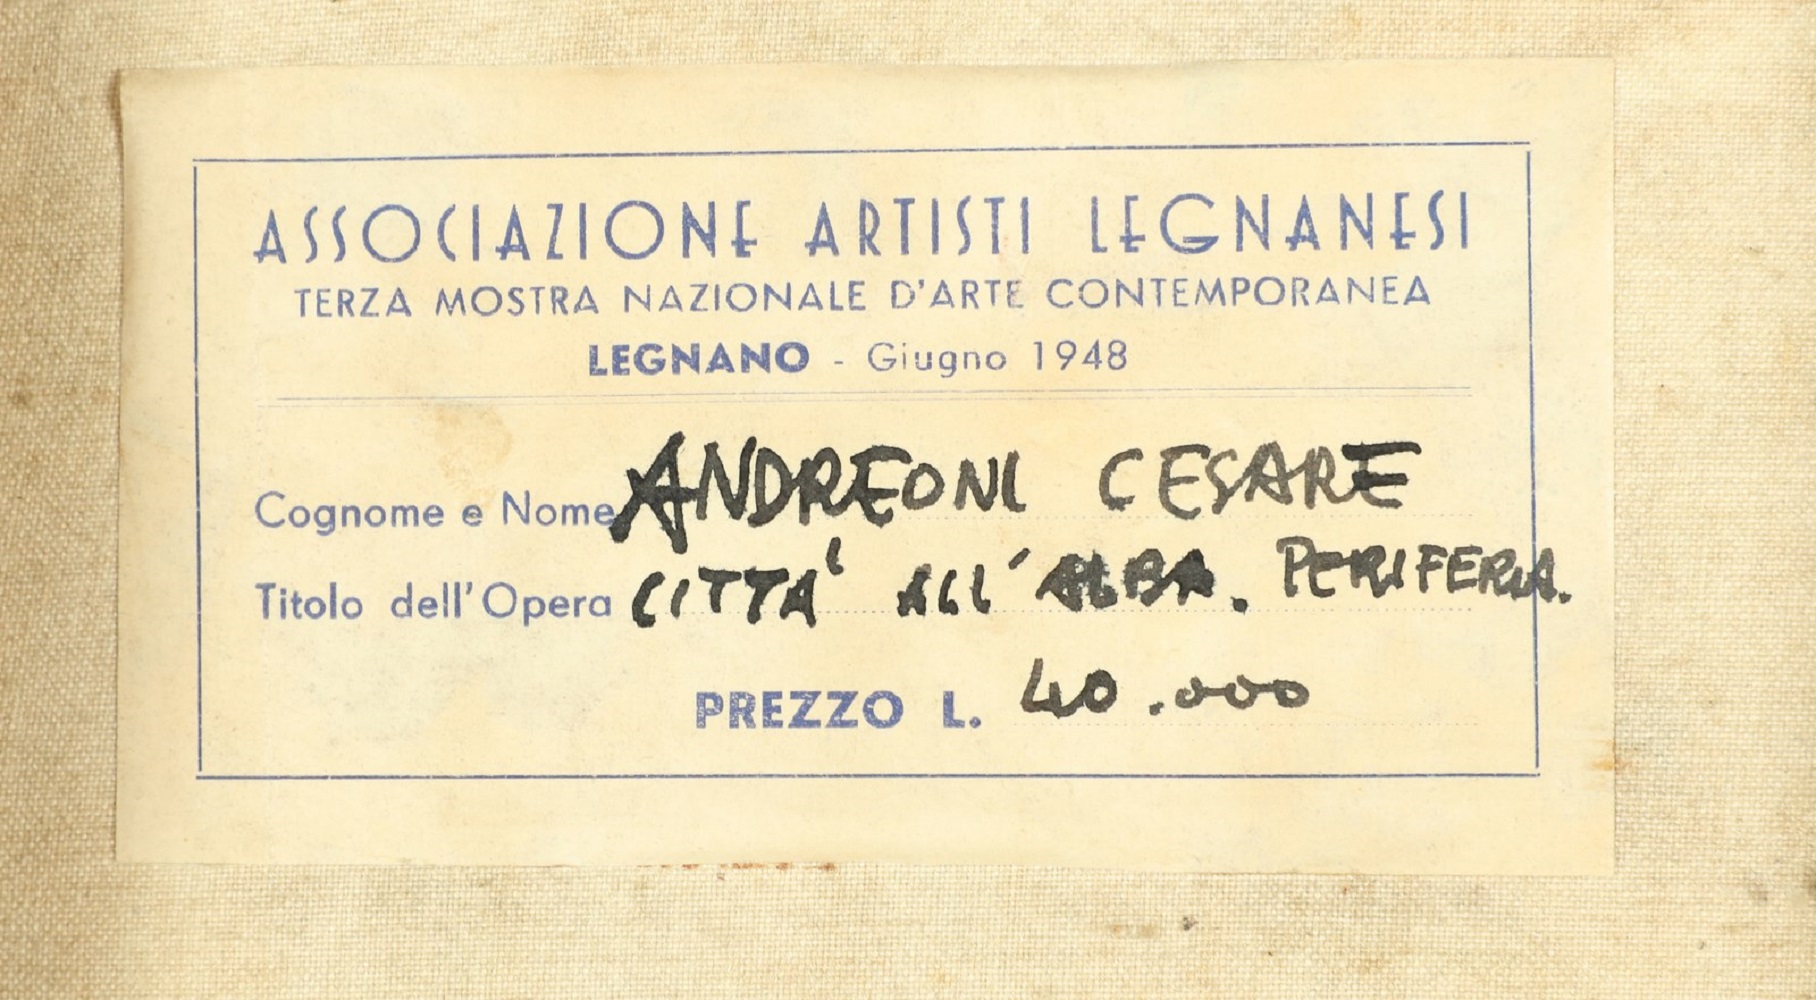 ASSOCIAZIONE ARTISTI LEGNANESI
TERZA MOSTRA NAZIONALE D'ARTE CONTEMPORANEA
LEGNANO - Giugno 1948
Cognome e Nome ANDREONI CESARE
Titolo dell'Opera CITTA' ALL'ALBA. PERIFERIA.
PREZZO L. 40.000